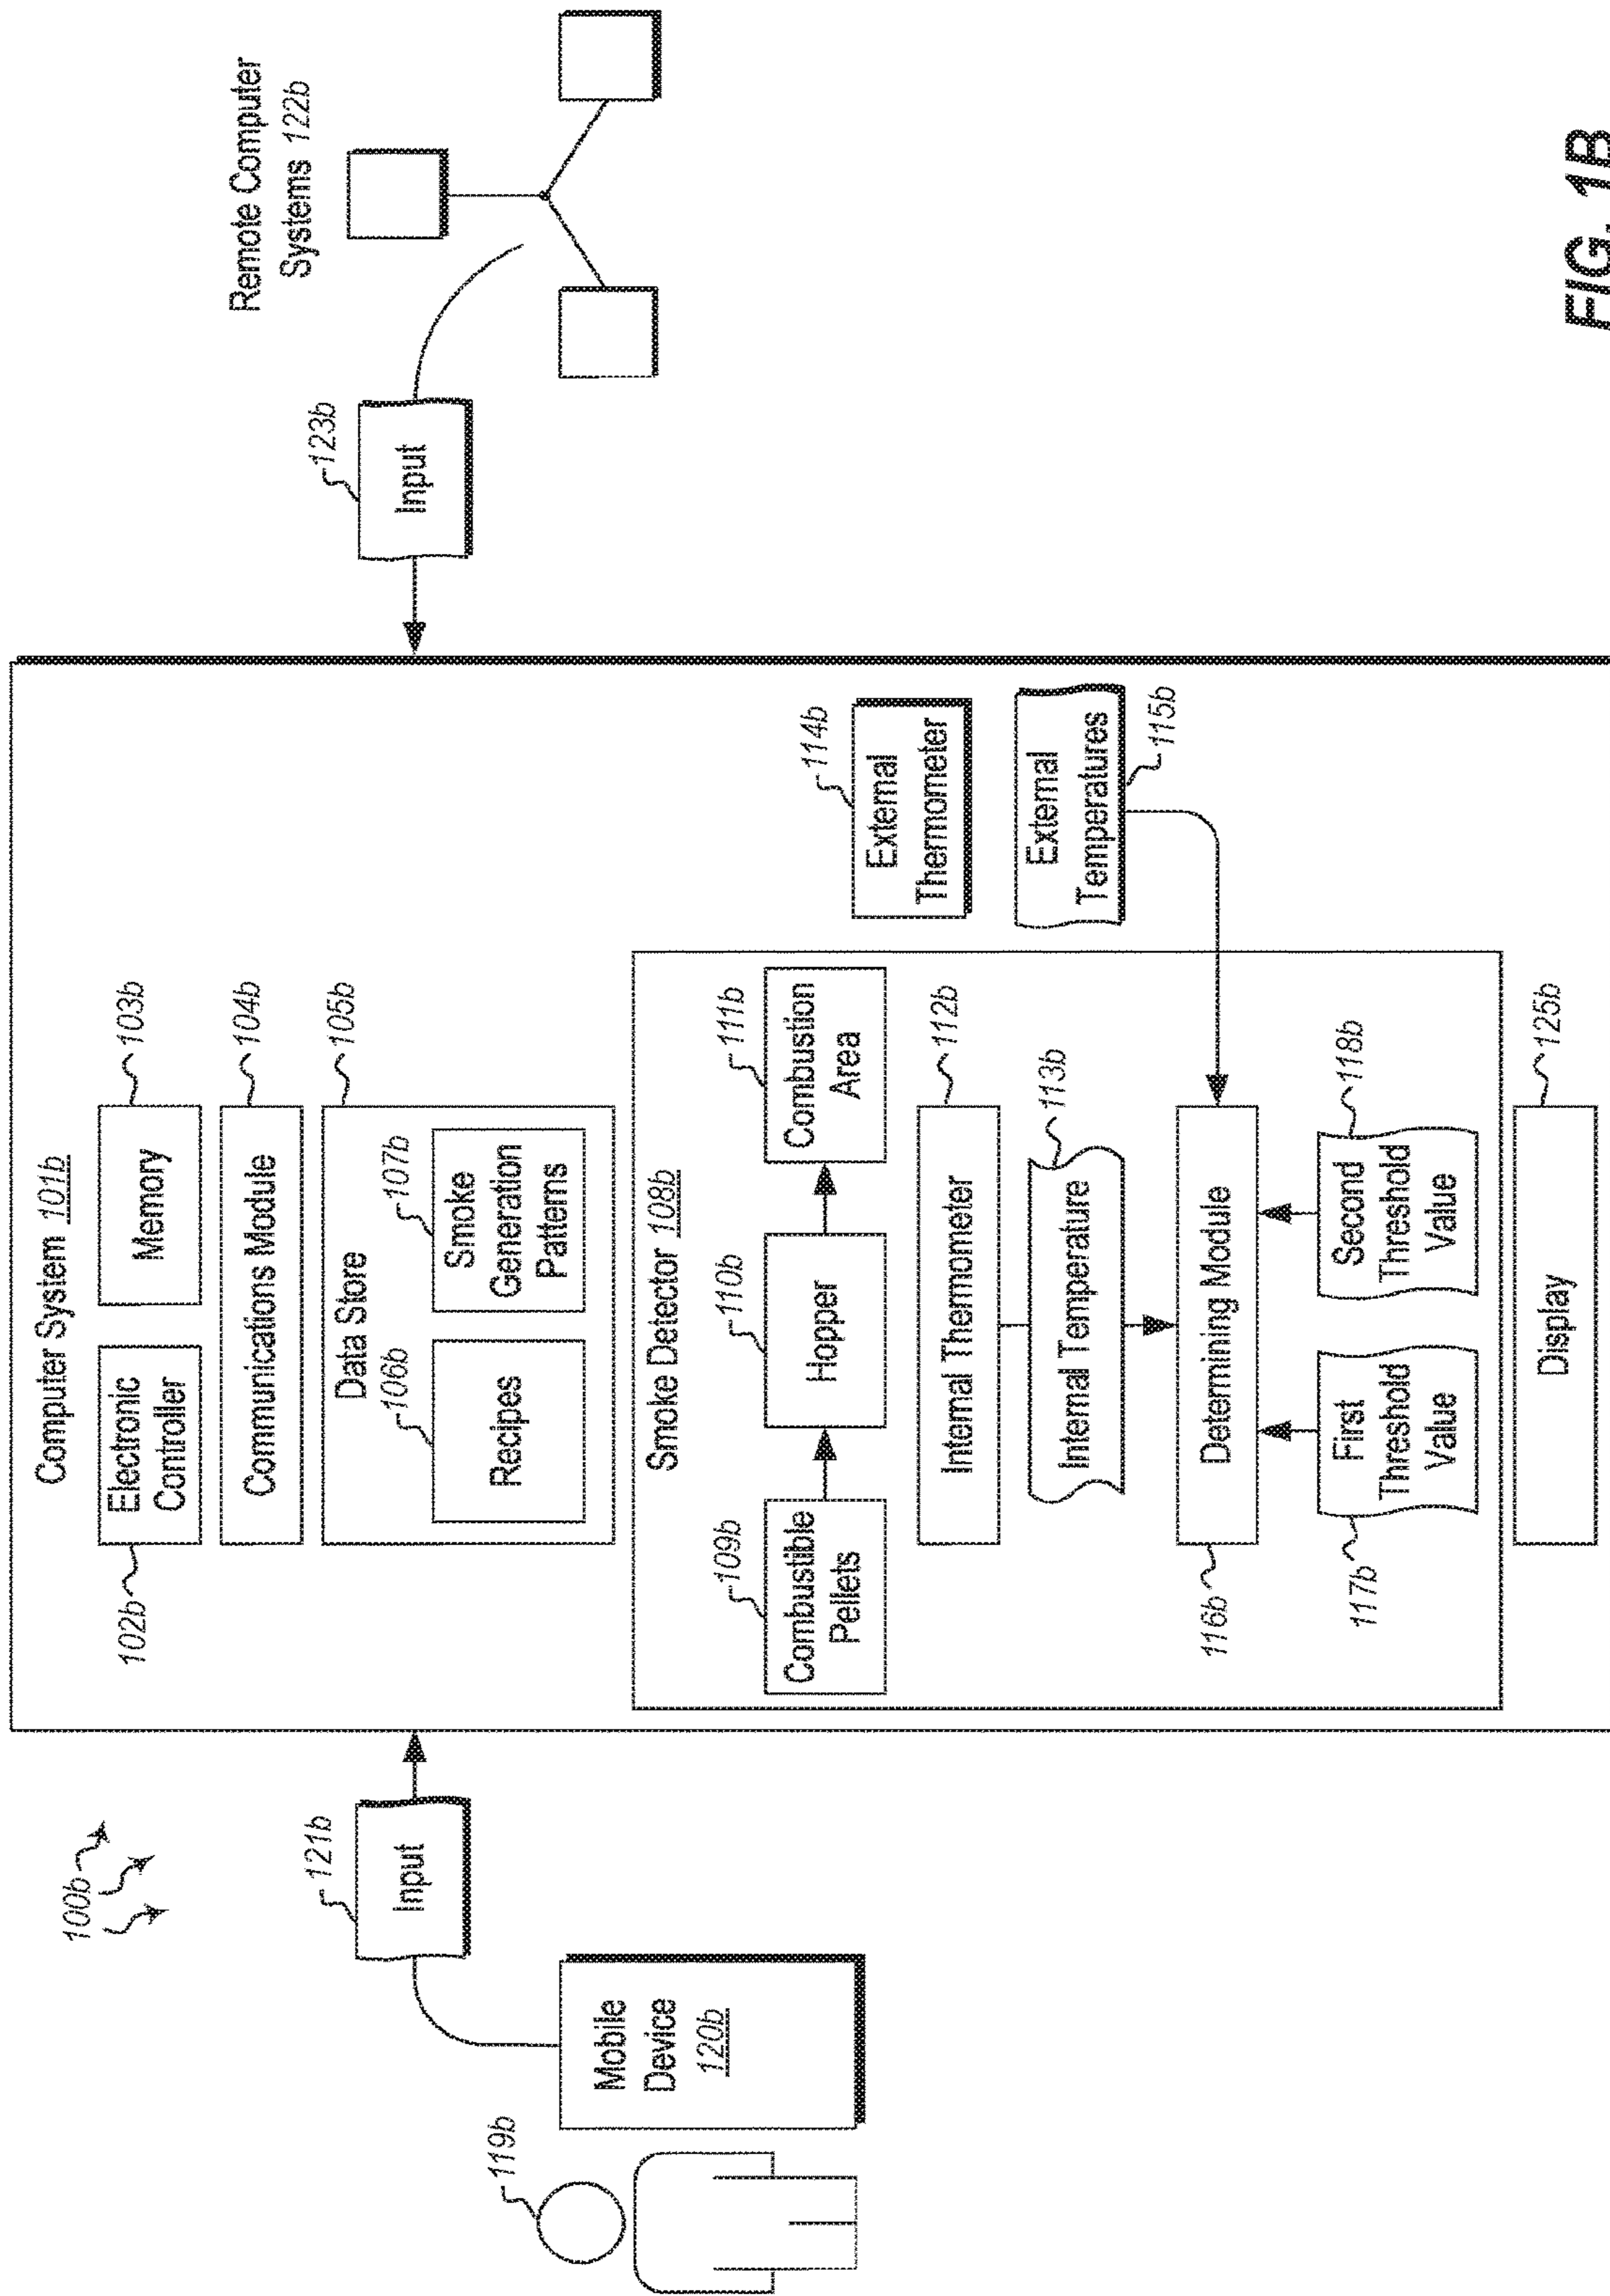 100b
119b
Mobile
Device
120b
121b
Input
Computer System 101b
102b
Electronic
Controller
103b
Memory
104b
Communications Module
105b
Data Store
106b
Recipes
107b
Smoke
Generation
Patterns
Smoke Detector 108b
109b
Combustible
Pellets
110b
Hopper
111b
Combustion
Area
112b
Internal Thermometer
113b
Internal Temperature
114b
External
Thermometer
External
Temperatures
115b
116b
Determining Module
117b
First
Threshold
Value
118b
Second
Threshold
Value
125b
Display
123b
Input
Remote Computer
Systems 122b
FIG. 1B